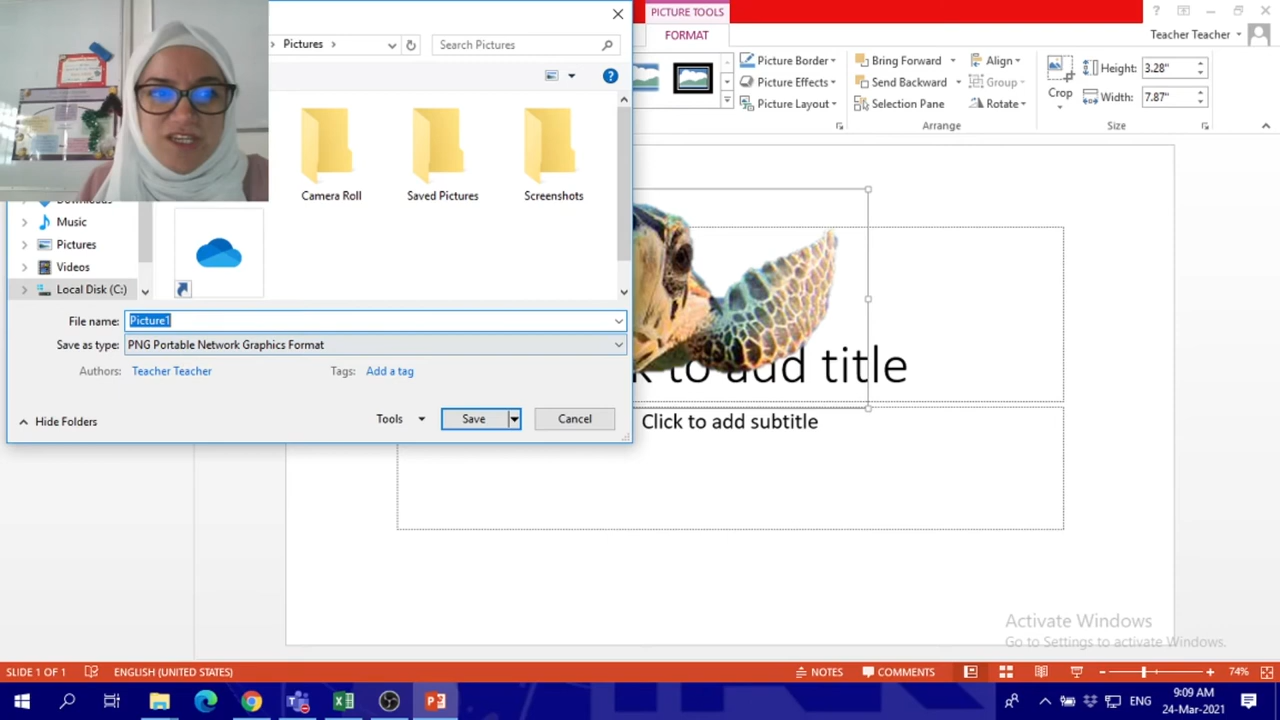 PICTURE TOOLS
Pictures
Search Pictures
FORMAT
Teacher Teacher
Picture Border
Bring Forward
Align
Height:
3.28"
Picture Effects
Send Backward
Group
Crop
Width:
7.87"
Picture Layout
Selection Pane
Rotate
Arrange
Size
Camera Roll
Saved Pictures
Screenshots
Downloads
Music
Pictures
Videos
Local Disk (C:)
File name:
Picture1
Save as type:
PNG Portable Network Graphics Format
Authors:
Teacher Teacher
Tags:
Add a tag
Hide Folders
Tools
Save
Cancel
k to add title
Click to add subtitle
Activate Windows
Go to Settings to activate Windows.
SLIDE 1 OF 1
ENGLISH (UNITED STATES)
NOTES
COMMENTS
74%
ENG
9:09 AM
24-Mar-2021